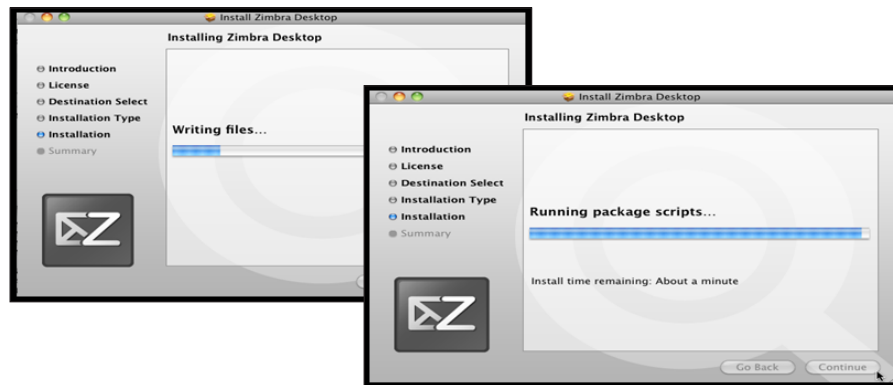 Install Zimbra Desktop
Installing Zimbra Desktop
Introduction
License
Destination Select
Installation Type
Installation
Summary
Writing files...
Z
Install Zimbra Desktop
Installing Zimbra Desktop
Introduction
License
Destination Select
Installation Type
Installation
Summary
Running package scripts...
Install time remaining: About a minute
Z
Go Back
Continue